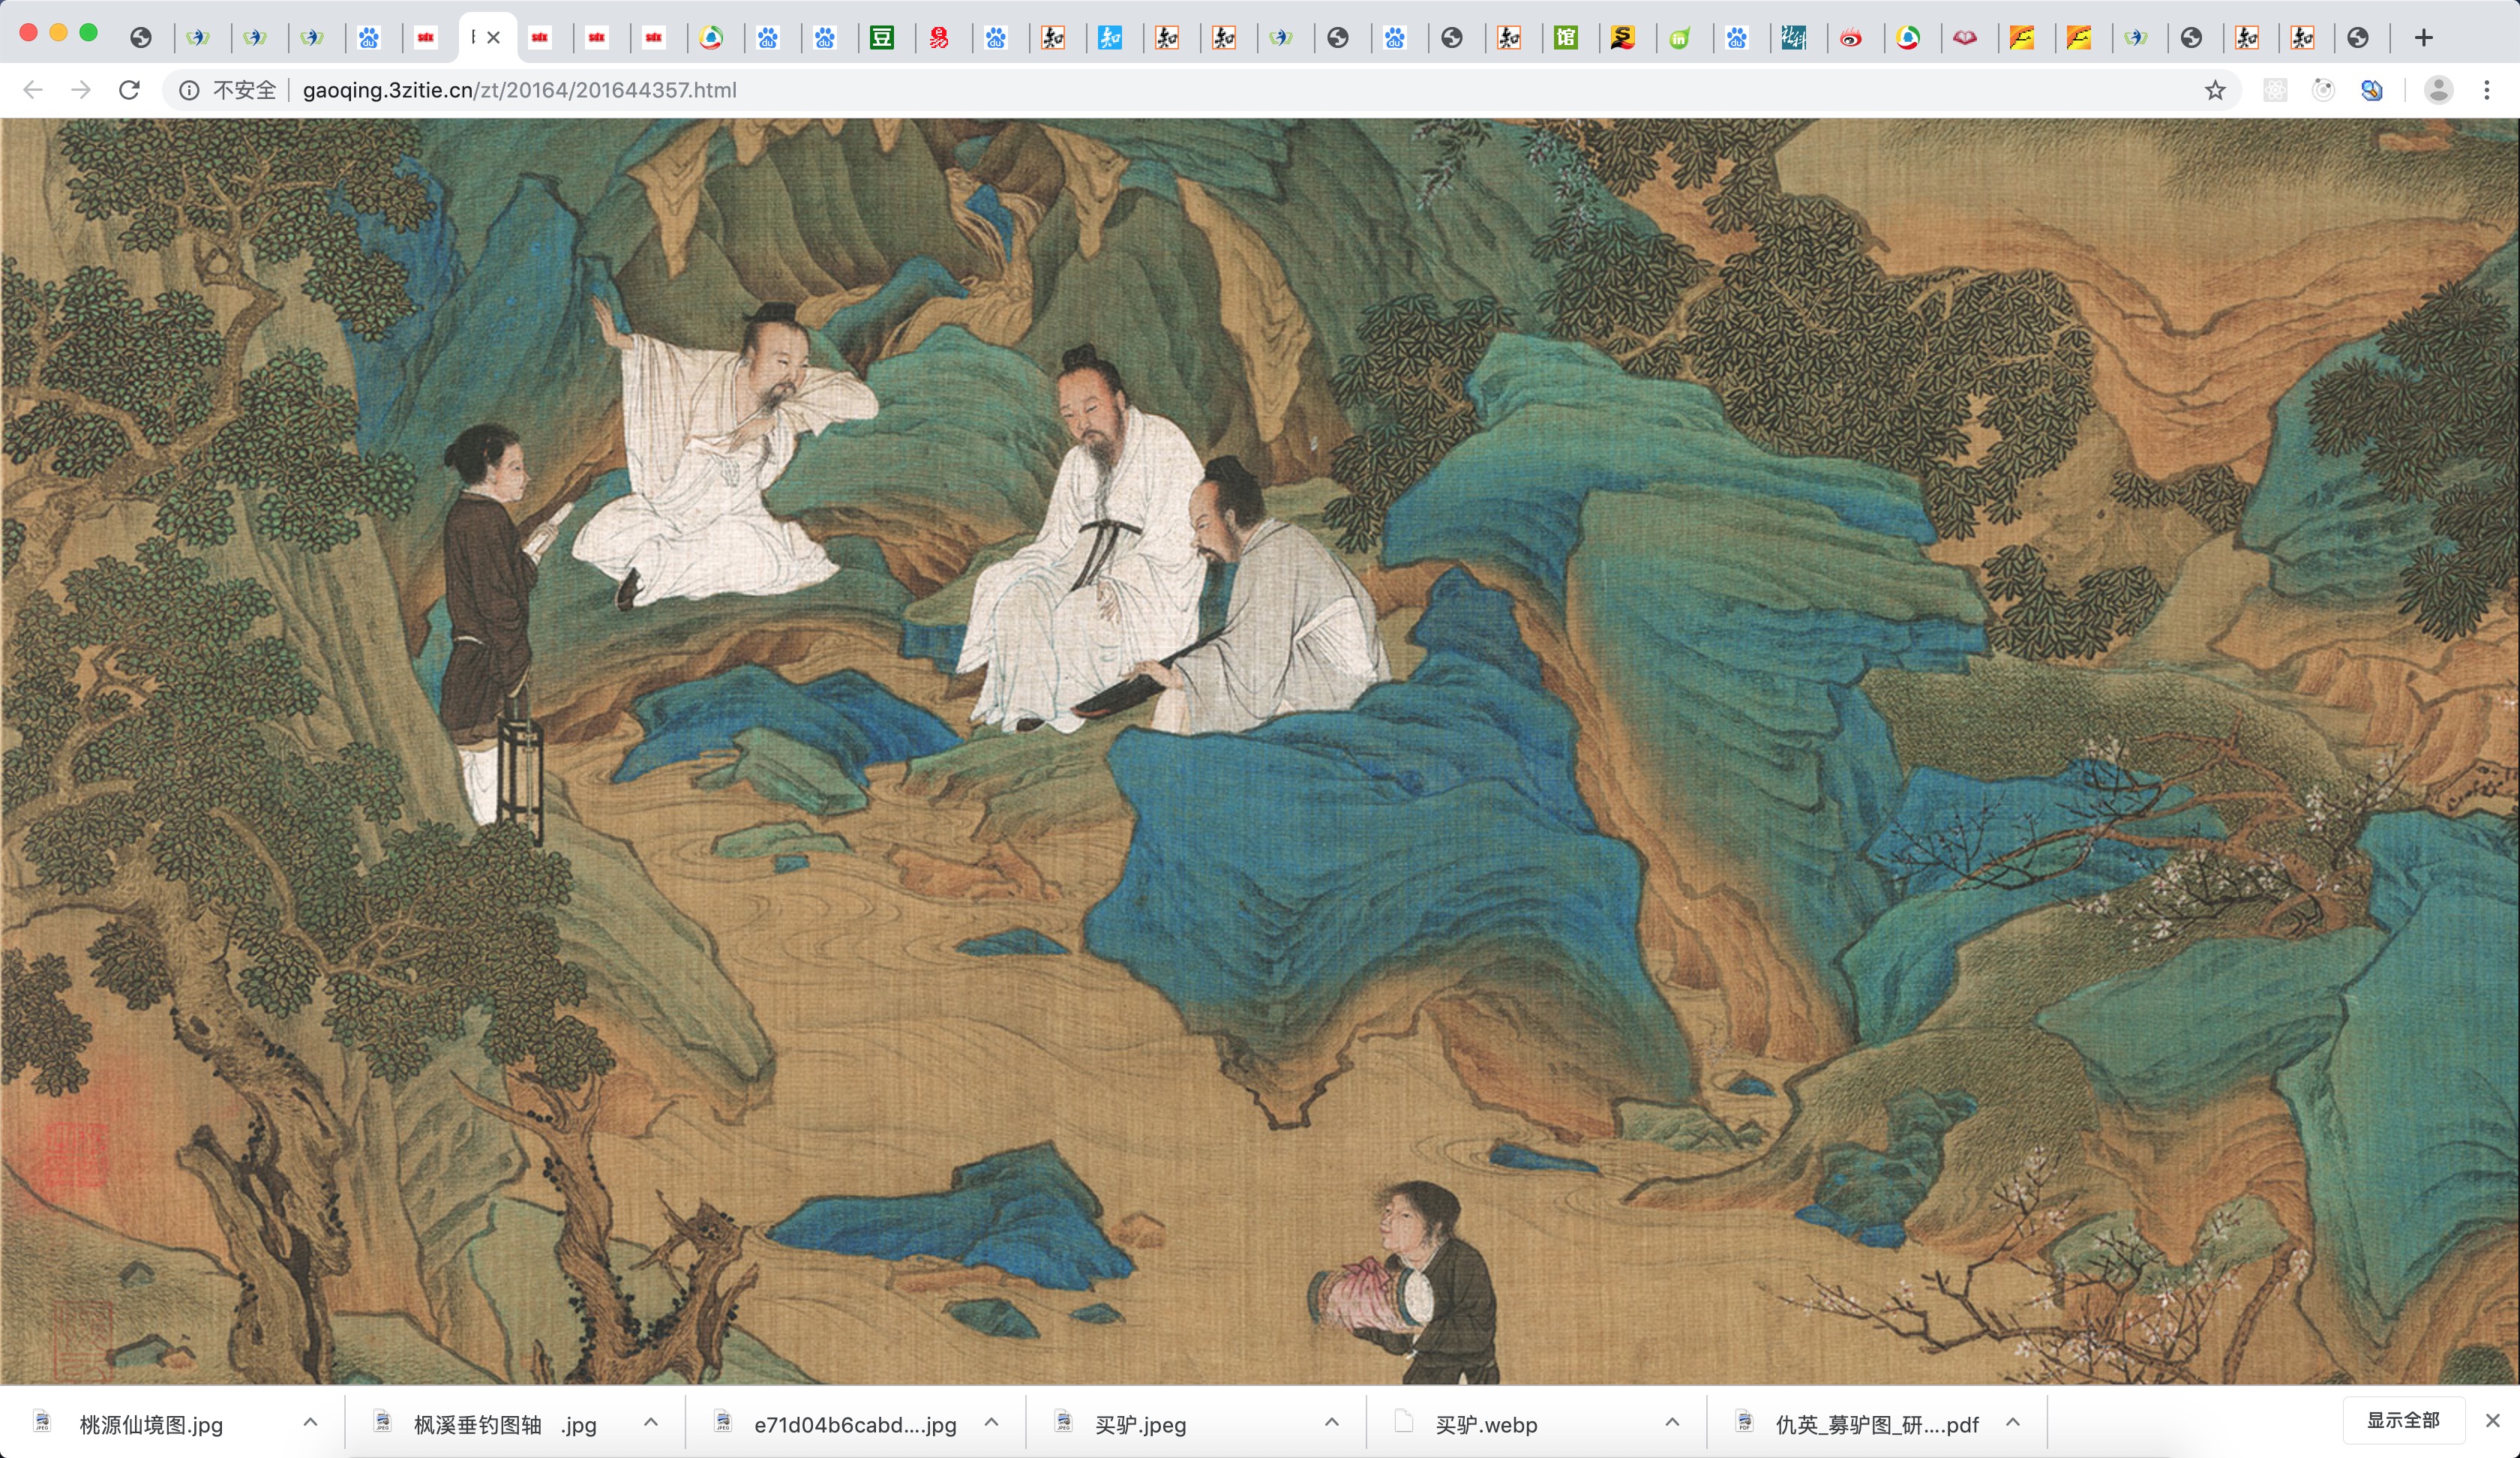 不安全
gaoqing.3zitie.cn/zt/20164/201644357.html
桃源仙境图.jpg
枫溪垂钓图轴 .jpg
e71d04b6cabd....jpg
买驴.jpeg
买驴.webp
仇英_募驴图_研....pdf
显示全部